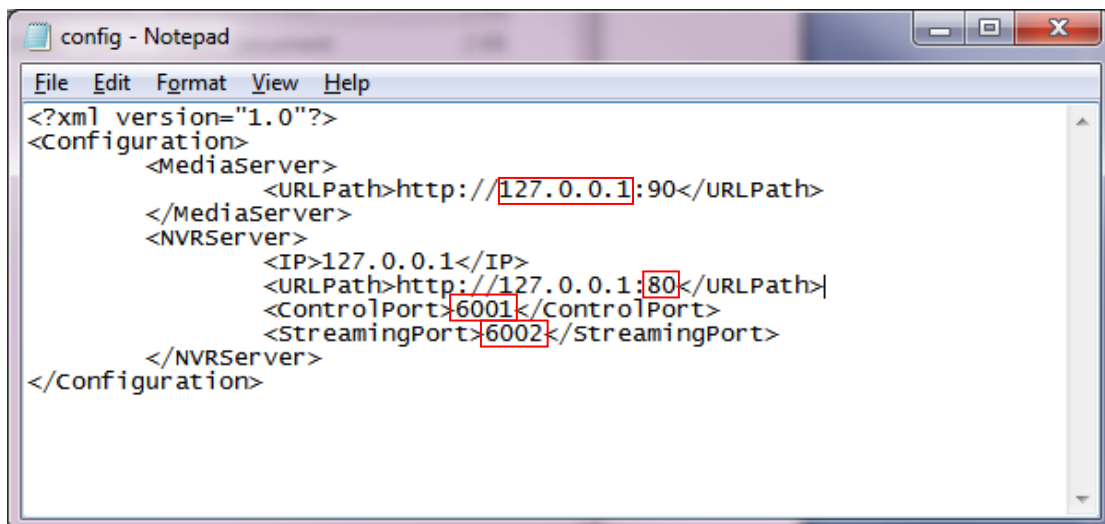 config - Notepad
File Edit Format View Help
<?xml version="1.0"?>
<Configuration>
<MediaServer>
<URLPath>http://127.0.0.1:90</URLPath>
</MediaServer>
<NVRServer>
<IP>127.0.0.1</IP>
<URLPath>http://127.0.0.1:80</URLPath>
<ControlPort>6001</ControlPort>
<StreamingPort>6002</StreamingPort>
</NVRServer>
</Configuration>